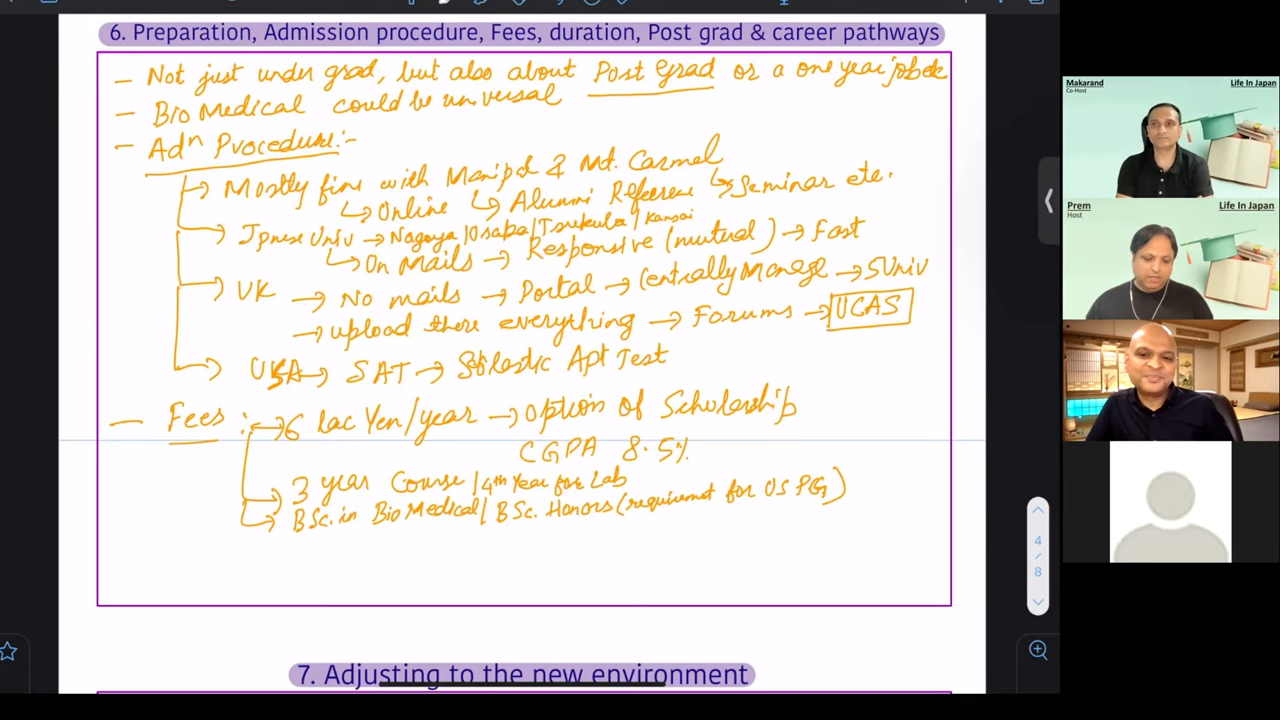 6. Preparation, Admission procedure, Fees, duration, Post grad & career pathways
- Not just under grad, but also about Post Grad or a one year job etc
- Bio Medical could be universal
- Adn Procedure:-
→ Mostly fine with Manipal & Mt. Carmel
→ Online → Alumni Reference → Seminar etc.
→ Jpnese Univ → Nagoya/Osaka/Tsukuba/Kansai
→ On Mails → Responsive (mutual) → Fast
→ UK → No mails → Portal → Centrally Manage → 5 Univ
→ upload there everything → Forums → UCAS
→ USA → SAT → Apt Test
- Fees :→ 6 lac Yen/year → Option of Scholarship
CGPA 8.5%
→ 3 year Course/4th Year for Lab
→ BSc. in Bio Medical/BSc. Honors (requirement for US PG)
7. Adjusting to the new environment
4
/
8
Makarand
Co-Host
Life In Japan
Prem
Host
Life In Japan